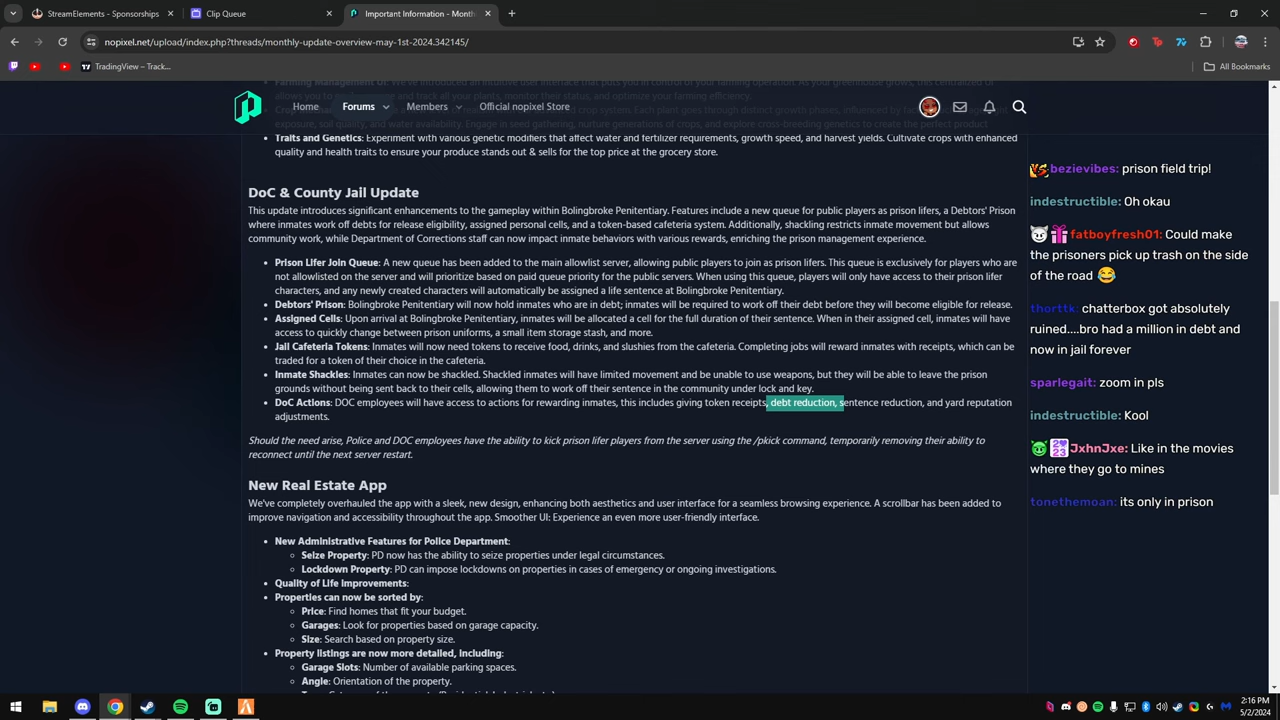 StreamElements - Sponsorships
Clip Queue
Important Information - Month
nopixel.net/upload/index.php?threads/monthly-update-overview-may-1st-2024.342145/
TradingView – Track...
All Bookmarks
Home
Forums
Members
Official nopixel Store
Traits and Genetics: Experiment with various genetic modifiers that affect water and fertilizer requirements, growth speed, and harvest yields. Cultivate crops with enhanced
quality and health traits to ensure your produce stands out & sells for the top price at the grocery store.
DoC & County Jail Update
This update introduces significant enhancements to the gameplay within Bolingbroke Penitentiary. Features include a new queue for public players as prison lifers, a Debtors' Prison
where inmates work off debts for release eligibility, assigned personal cells, and a token-based cafeteria system. Additionally, shackling restricts inmate movement but allows
community work, while Department of Corrections staff can now impact inmate behaviors with various rewards, enriching the prison management experience.
Prison Lifer Join Queue: A new queue has been added to the main allowlist server, allowing public players to join as prison lifers. This queue is exclusively for players who are
not allowlisted on the server and will prioritize based on paid queue priority for the public servers. When using this queue, players will only have access to their prison lifer
characters, and any newly created characters will automatically be assigned a life sentence at Bolingbroke Penitentiary.
Debtors' Prison: Bolingbroke Penitentiary will now hold inmates who are in debt; inmates will be required to work off their debt before they will become eligible for release.
Assigned Cells: Upon arrival at Bolingbroke Penitentiary, inmates will be allocated a cell for the full duration of their sentence. When in their assigned cell, inmates will have
access to quickly change between prison uniforms, a small item storage stash, and more.
Jail Cafeteria Tokens: Inmates will now need tokens to receive food, drinks, and slushies from the cafeteria. Completing jobs will reward inmates with receipts, which can be
traded for a token of their choice in the cafeteria.
Inmate Shackles: Inmates can now be shackled. Shackled inmates will have limited movement and be unable to use weapons, but they will be able to leave the prison
grounds without being sent back to their cells, allowing them to work off their sentence in the community under lock and key.
DoC Actions: DOC employees will have access to actions for rewarding inmates, this includes giving token receipts, debt reduction, sentence reduction, and yard reputation
adjustments.
Should the need arise, Police and DOC employees have the ability to kick prison lifer players from the server using the /pkick command, temporarily removing their ability to
reconnect until the next server restart.
New Real Estate App
We've completely overhauled the app with a sleek, new design, enhancing both aesthetics and user interface for a seamless browsing experience. A scrollbar has been added to
improve navigation and accessibility throughout the app. Smoother UI: Experience an even more user-friendly interface.
New Administrative Features for Police Department:
Seize Property: PD now has the ability to seize properties under legal circumstances.
Lockdown Property: PD can impose lockdowns on properties in cases of emergency or ongoing investigations.
Quality of Life Improvements:
Properties can now be sorted by:
Price: Find homes that fit your budget.
Garages: Look for properties based on garage capacity.
Size: Search based on property size.
Property listings are now more detailed, including:
Garage Slots: Number of available parking spaces.
Angle: Orientation of the property.
bezievibes: prison field trip!
indestructible: Oh okau
fatboyfresh01: Could make
the prisoners pick up trash on the side
of the road
thorttk: chatterbox got absolutely
ruined....bro had a million in debt and
now in jail forever
sparlegait: zoom in pls
indestructible: Kool
JxhnJxe: Like in the movies
where they go to mines
tonethemoan: its only in prison
2:16 PM
5/2/2024